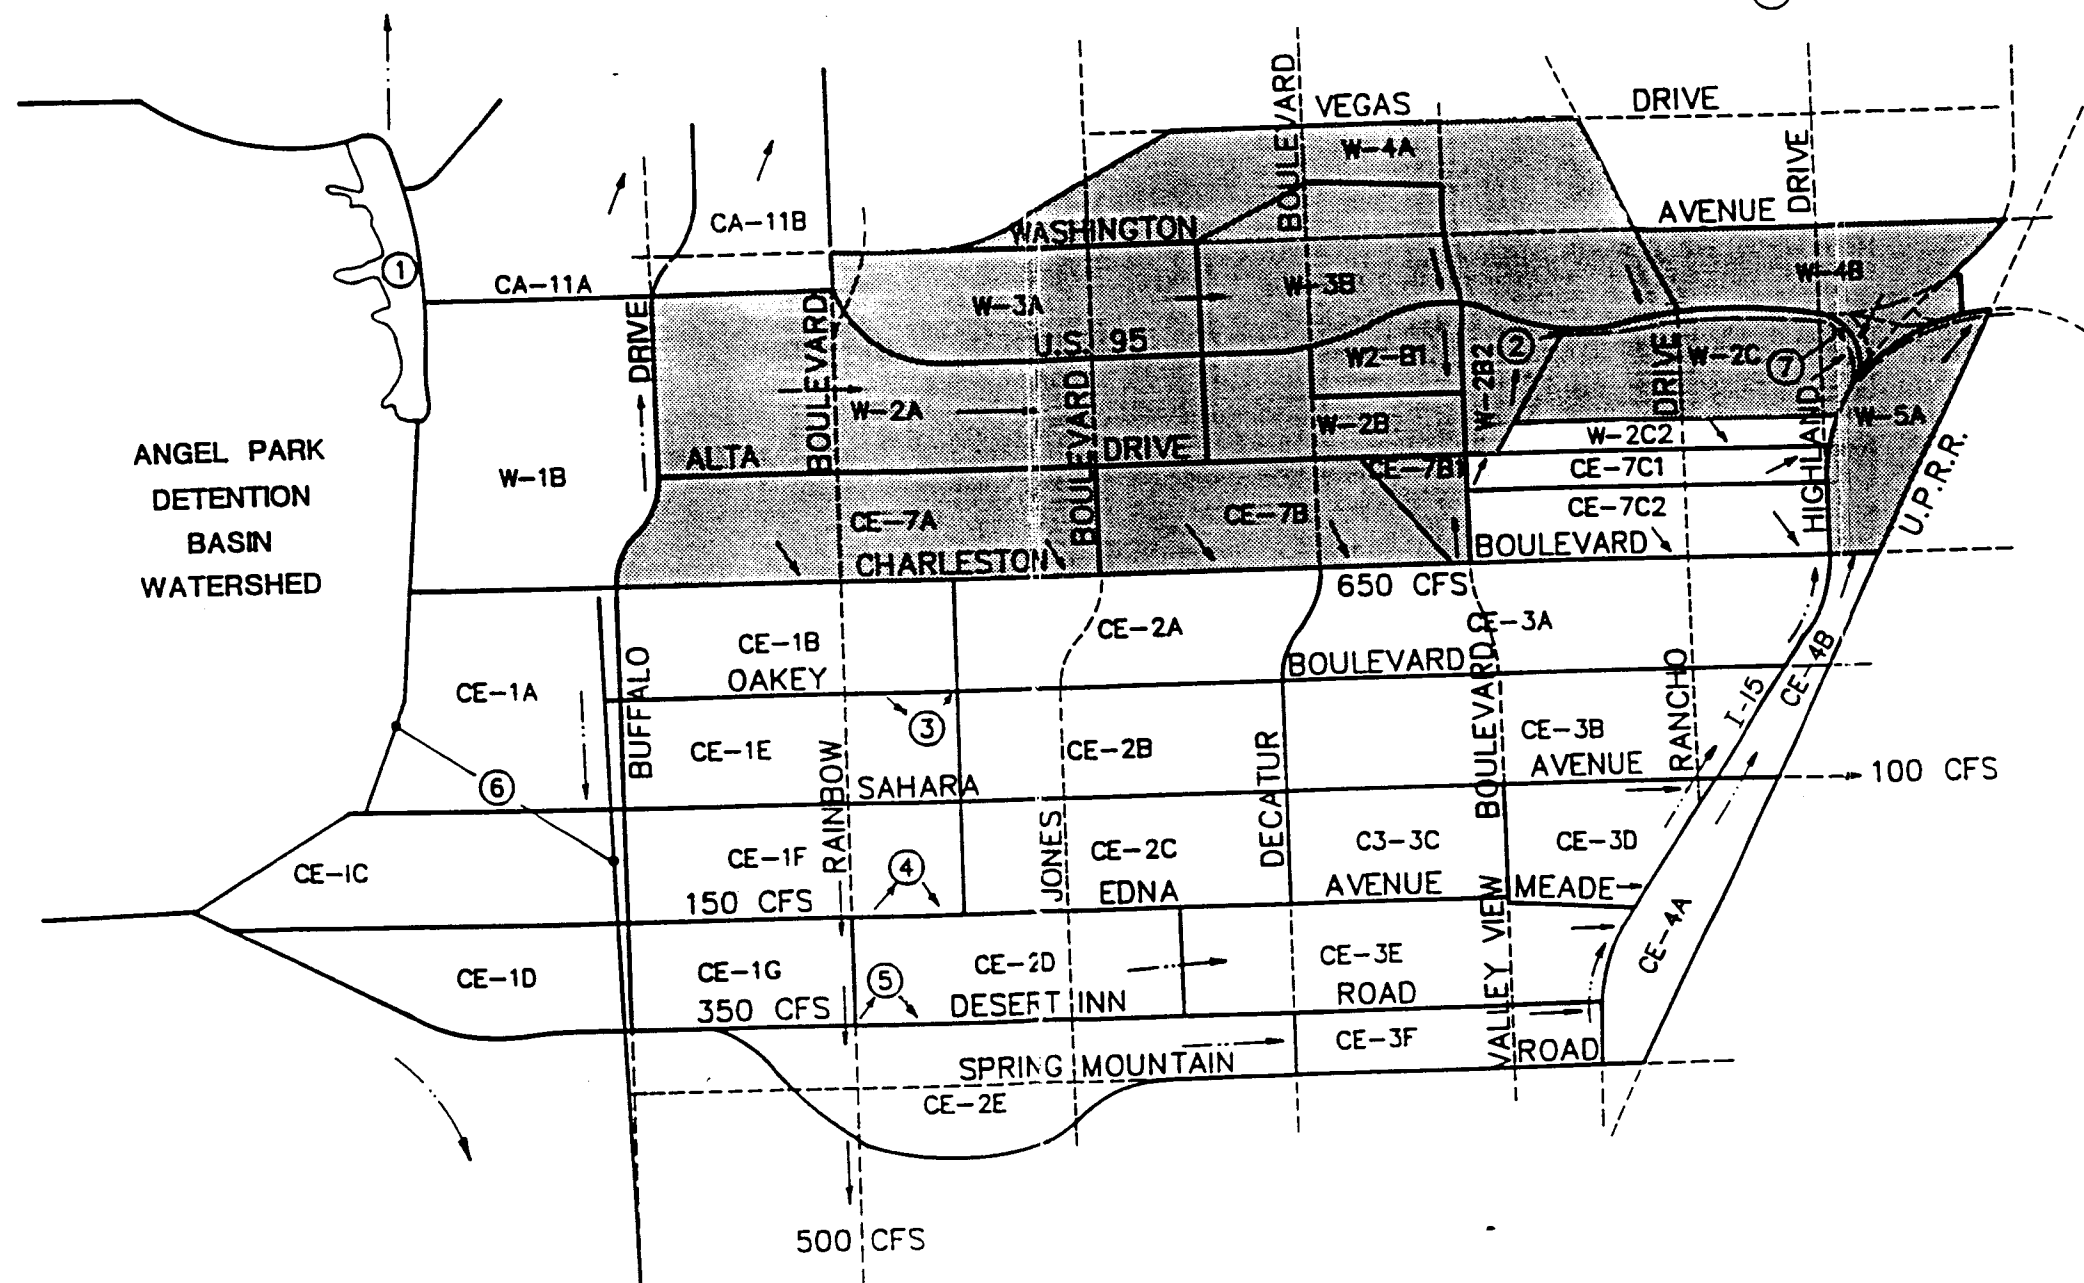 VEGAS
DRIVE
BOULEVARD
W-4A
DRIVE
CA-11B
WASHINGTON
AVENUE
CA-11A
1
W-3A
W-3B
W-4B
DRIVE
BOULEVARD
U.S. 95
W2-B1
W-2B2
2
DRIVE
W-2C
7
W-2A
BOULEVARD
W-2B
HIGHLAND
W-5A
ANGEL PARK
DETENTION
BASIN
WATERSHED
W-1B
ALTA
DRIVE
CE-7B1
W-2C2
CE-7C1
U.P.R.R.
CE-7A
CE-7B
CE-7C2
CHARLESTON
BOULEVARD
650 CFS
CE-1B
CE-2A
CE-3A
OAKEY
BOULEVARD
CE-4B
CE-1A
BUFFALO
3
BOULEVARD
RANCHO
I-15
CE-1E
CE-2B
CE-3B
RAINBOW
SAHARA
DECATUR
AVENUE
100 CFS
6
CE-1C
CE-1F
4
JONES
CE-2C
C3-3C
CE-3D
150 CFS
EDNA
AVENUE
MEADE
CE-4A
CE-1D
CE-1G
5
CE-2D
CE-3E
VALLEY VIEW
350 CFS
DESERT INN
ROAD
CE-3F
SPRING MOUNTAIN
ROAD
CE-2E
500 CFS